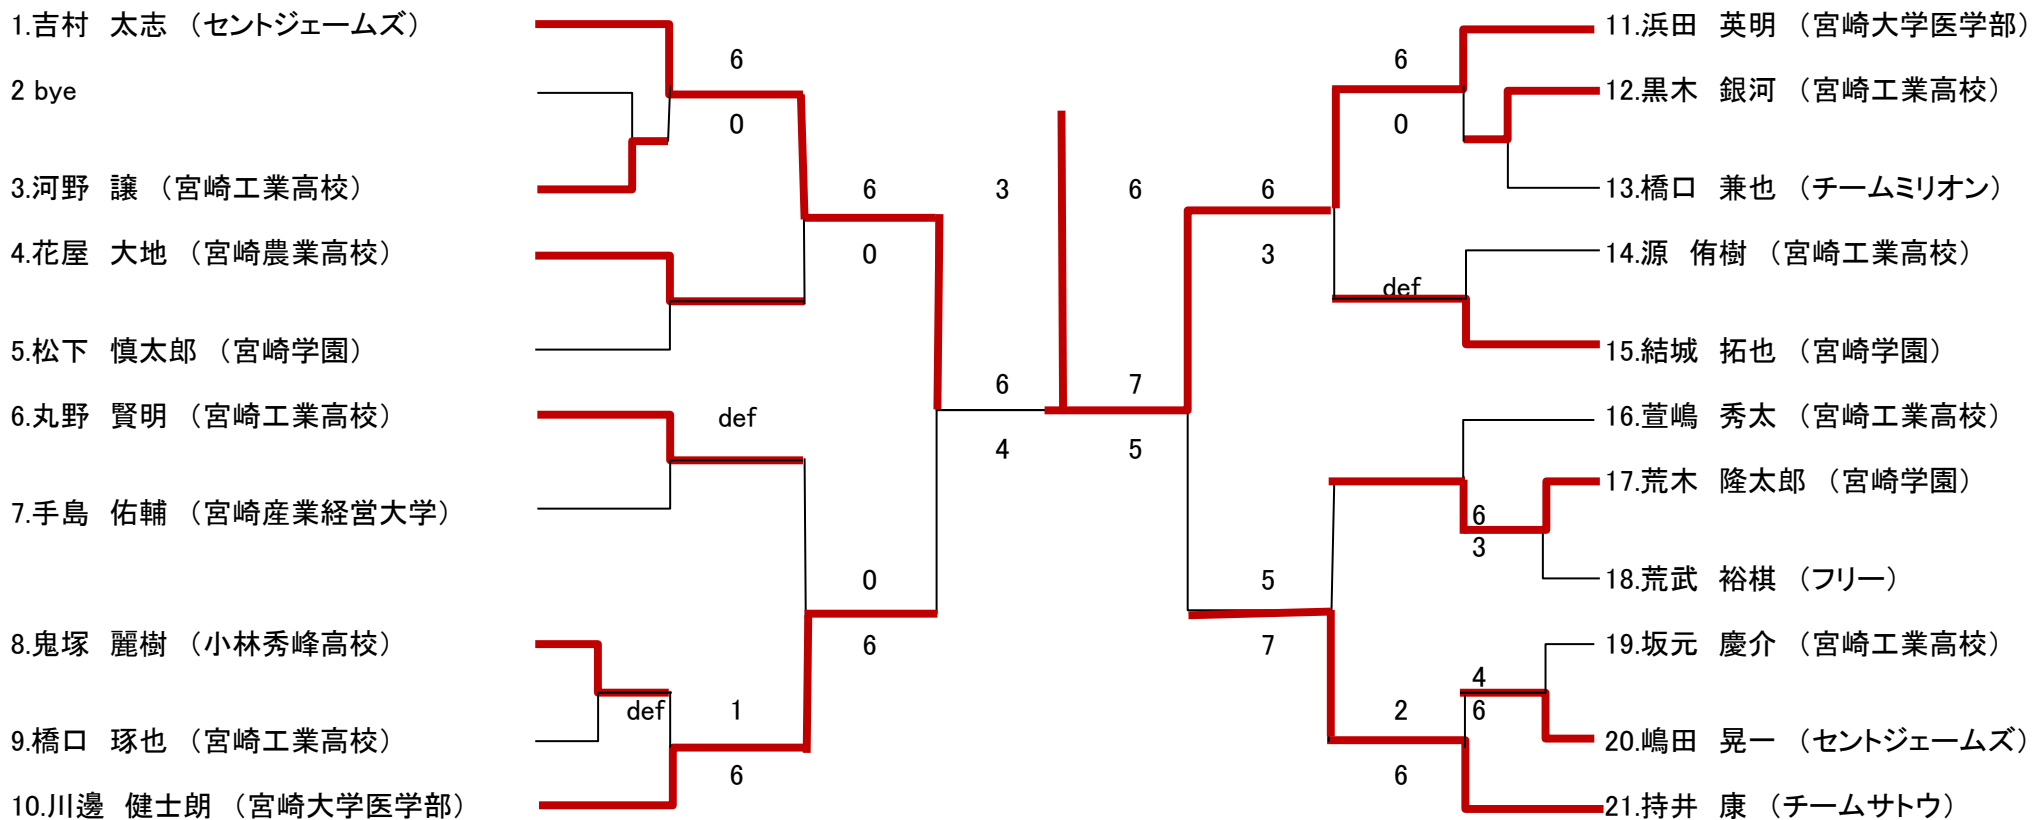 1.吉村　太志　（セントジェームズ）
2 bye
3.河野　譲　（宮崎工業高校）
4.花屋　大地　（宮崎農業高校）
5.松下　慎太郎　（宮崎学園）
6.丸野　賢明　（宮崎工業高校）
7.手島　佑輔　（宮崎産業経営大学）
8.鬼塚　麗樹　（小林秀峰高校）
9.橋口　琢也　（宮崎工業高校）
10.川邊　健士朗　（宮崎大学医学部）
6
0
def
def
1
6
6
0
0
6
3
6
4
6
7
5
6
3
5
7
6
0
def
2
6
6
3
4
6
11.浜田　英明　（宮崎大学医学部）
12.黒木　銀河　（宮崎工業高校）
13.橋口　兼也　（チームミリオン）
14.源　侑樹　（宮崎工業高校）
15.結城　拓也　（宮崎学園）
16.萱嶋　秀太　（宮崎工業高校）
17.荒木　隆太郎　（宮崎学園）
18.荒武　裕棋　（フリー）
19.坂元　慶介　（宮崎工業高校）
20.嶋田　晃一　（セントジェームズ）
21.持井　康　（チームサトウ）